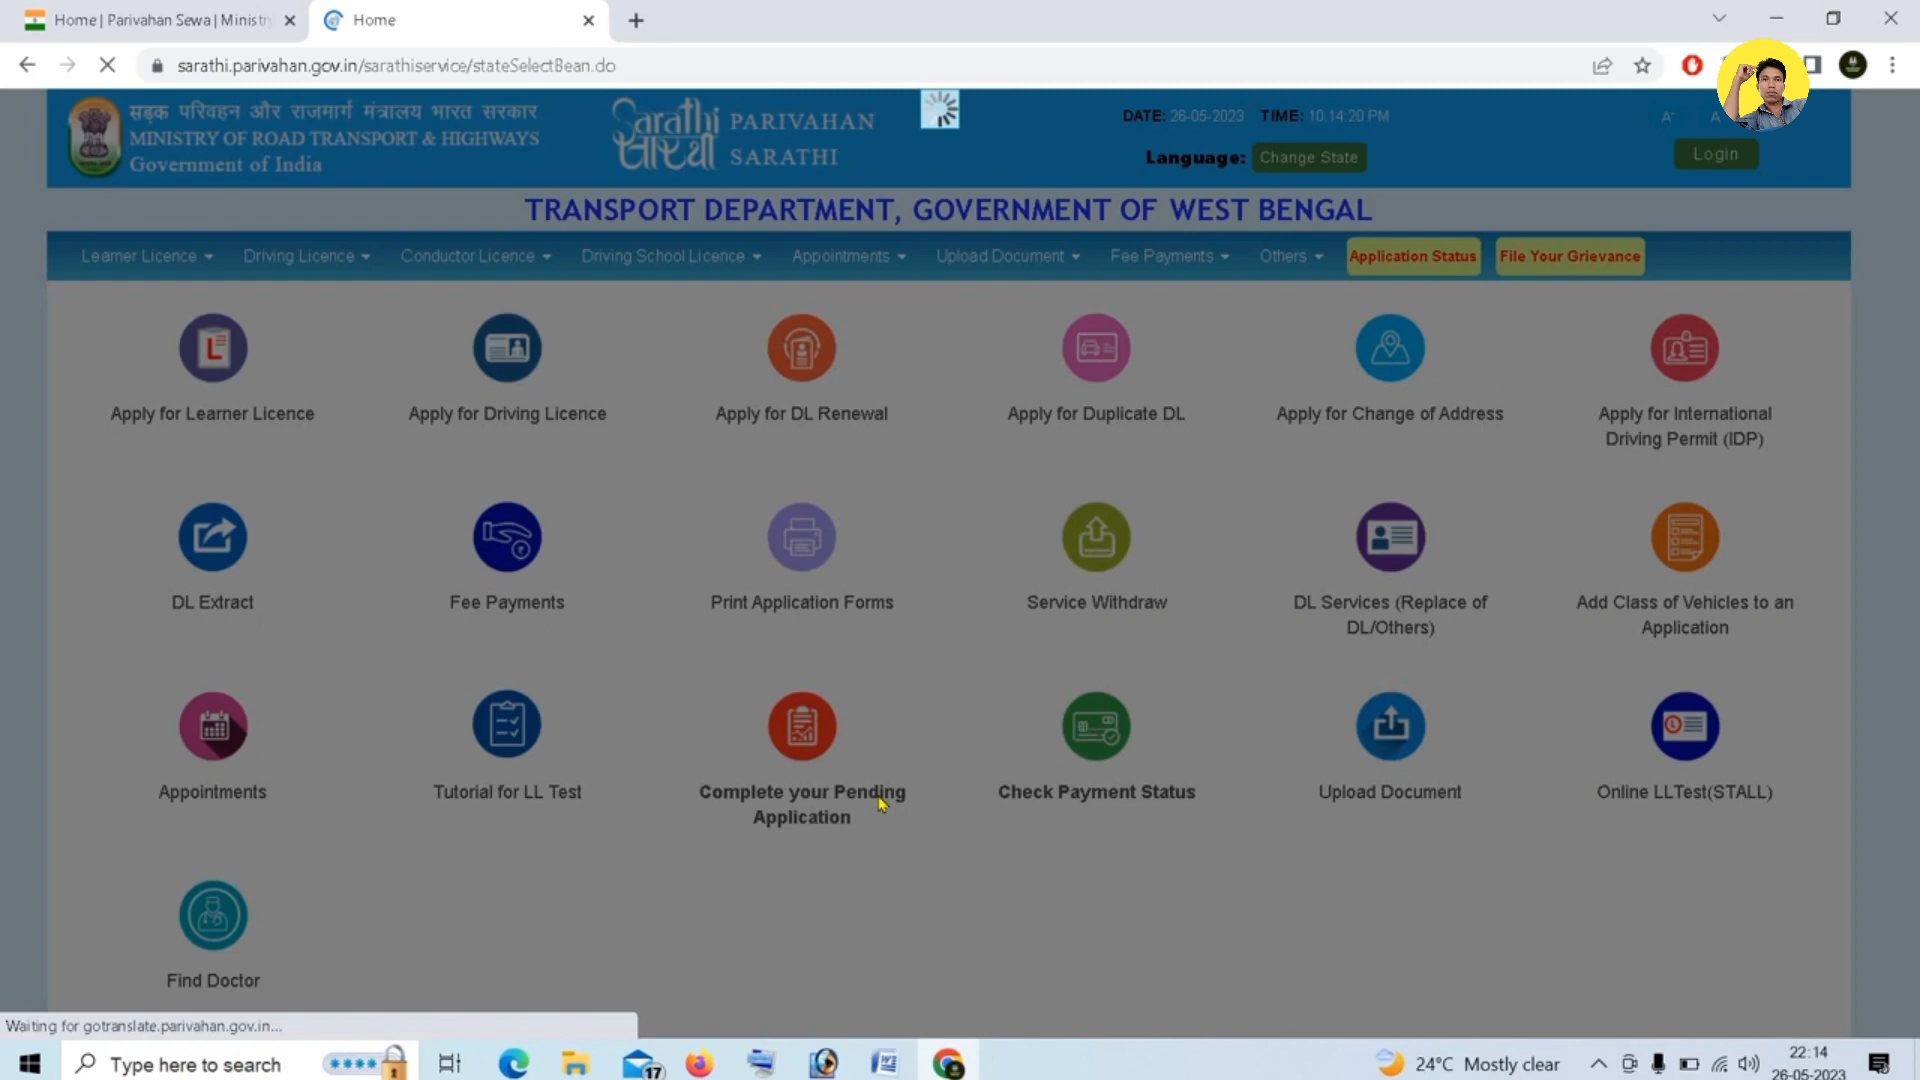 Home | Parivahan Sewa | Ministr
Home
sarathi.parivahan.gov.in/sarathiservice/stateSelectBean.do
सड़क परिवहन और राजमार्ग मंत्रालय भारत सरकार
MINISTRY OF ROAD TRANSPORT & HIGHWAYS
Government of India
Sarathi
सारथी
PARIVAHAN
SARATHI
DATE: 26-05-2023 TIME: 10:14:20 PM
Language: Change State
A-
A
Login
TRANSPORT DEPARTMENT, GOVERNMENT OF WEST BENGAL
Learner Licence Driving Licence Conductor Licence Driving School Licence Appointments Upload Document Fee Payments Others Application Status File Your Grievance
Apply for Learner Licence
Apply for Driving Licence
Apply for DL Renewal
Apply for Duplicate DL
Apply for Change of Address
Apply for International
Driving Permit (IDP)
DL Extract
Fee Payments
Print Application Forms
Service Withdraw
DL Services (Replace of
DL/Others)
Add Class of Vehicles to an
Application
Appointments
Tutorial for LL Test
Complete your Pending
Application
Check Payment Status
Upload Document
Online LLTest(STALL)
Find Doctor
Waiting for gotranslate.parivahan.gov.in...
Type here to search
17
24°C Mostly clear
22:14
26-05-2023